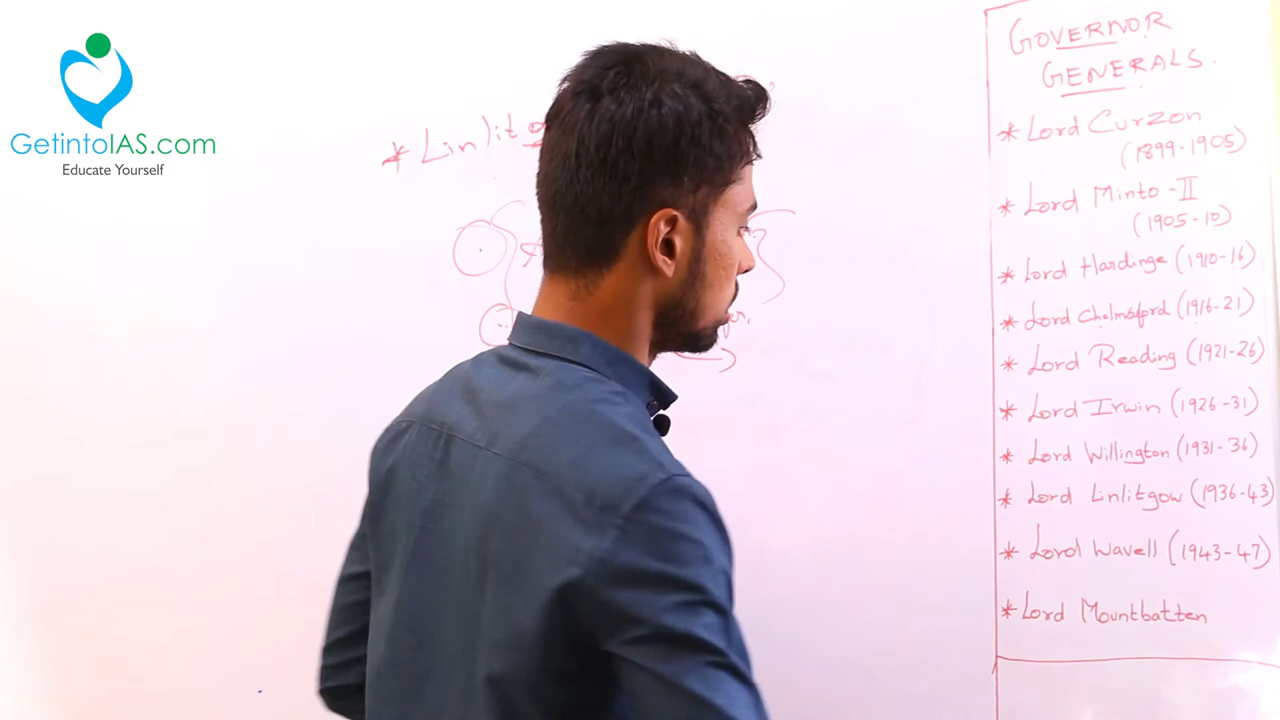 GetintoIAS.com
Educate Yourself
* Linlitg
GOVERNOR
GENERALS.
* Lord Curzon
(1899-1905)
* Lord Minto-II
(1905-10)
* Lord Hardinge (1910-16)
* Lord Chelmsford (1916-21)
* Lord Reading (1921-26)
* Lord Irwin (1926-31)
* Lord Willington (1931-36)
* Lord Linlitgow (1936-43)
* Lord Wavell (1943-47)
* Lord Mountbatten